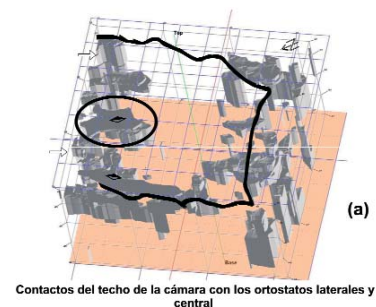 Top
(a)
Base
Contactos del techo de la cámara con los ortostatos laterales y
central